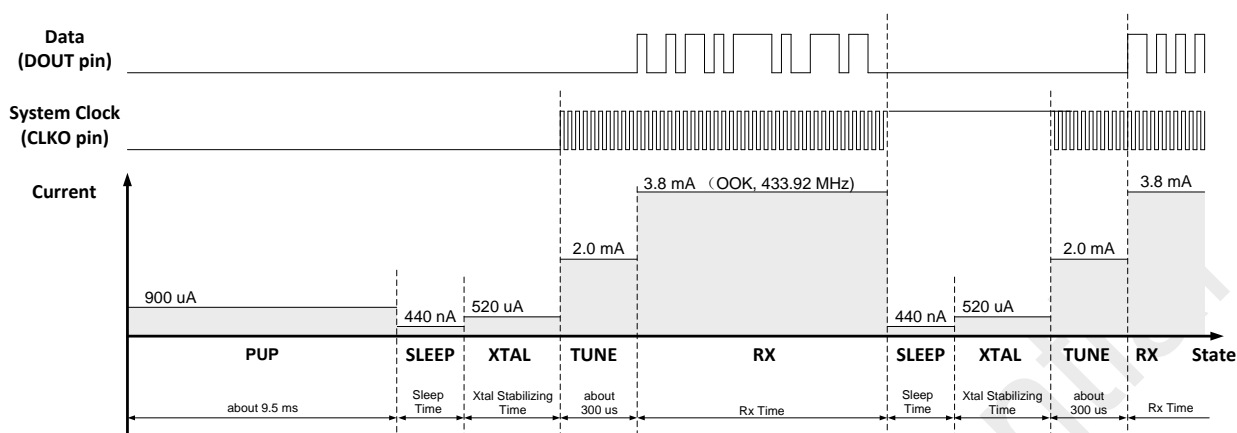 Data
(DOUT pin)
System Clock
(CLKO pin)
Current
3.8 mA （OOK, 433.92 MHz)
3.8 mA
2.0 mA
2.0 mA
900 uA
440 nA
520 uA
440 nA
520 uA
PUP
SLEEP
XTAL
TUNE
RX
SLEEP
XTAL
TUNE
RX
State
about 9.5 ms
Sleep
Time
Xtal Stabilizing
Time
about
300 us
Rx Time
Sleep
Time
Xtal Stabilizing
Time
about
300 us
Rx Time